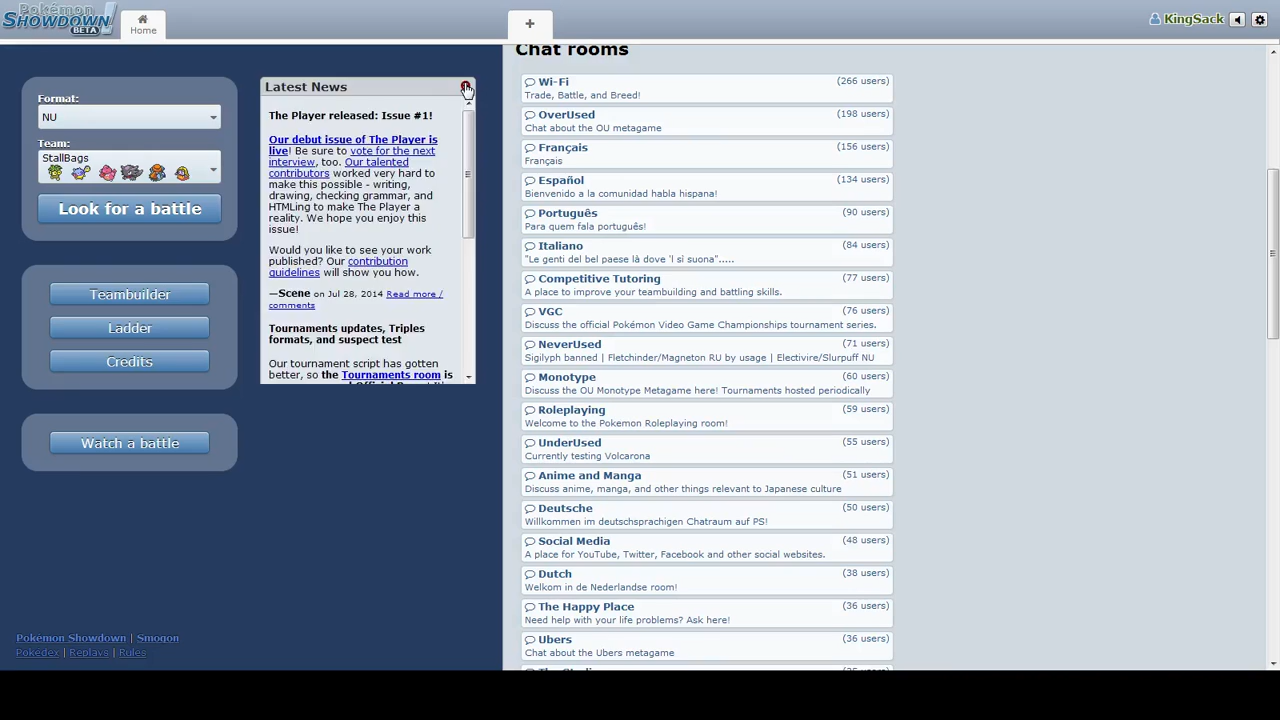 Pokémon
Showdown!
BETA
Home
+
KingSack
Format:
NU
Team:
StallBags
Look for a battle
Teambuilder
Ladder
Credits
Watch a battle
Pokémon Showdown | Smogon
Pokédex | Replays | Rules
Latest News
The Player released: Issue #1!
Our debut issue of The Player is
live! Be sure to vote for the next
interview, too. Our talented
contributors worked very hard to
make this possible - writing,
drawing, checking grammar, and
HTMLing to make The Player a
reality. We hope you enjoy this
issue!
Would you like to see your work
published? Our contribution
guidelines will show you how.
—Scene on Jul 28, 2014 Read more /
comments
Tournaments updates, Triples
formats, and suspect test
Our tournament script has gotten
better, so the Tournaments room is
Chat rooms
Wi-Fi (266 users)
Trade, Battle, and Breed!
OverUsed (198 users)
Chat about the OU metagame
Français (156 users)
Français
Español (134 users)
Bienvenido a la comunidad habla hispana!
Português (90 users)
Para quem fala português!
Italiano (84 users)
"Le genti del bel paese là dove 'l sì suona".....
Competitive Tutoring (77 users)
A place to improve your teambuilding and battling skills.
VGC (76 users)
Discuss the official Pokémon Video Game Championships tournament series.
NeverUsed (71 users)
Sigilyph banned | Fletchinder/Magneton RU by usage | Electivire/Slurpuff NU
Monotype (60 users)
Discuss the OU Monotype Metagame here! Tournaments hosted periodically
Roleplaying (59 users)
Welcome to the Pokemon Roleplaying room!
UnderUsed (55 users)
Currently testing Volcarona
Anime and Manga (51 users)
Discuss anime, manga, and other things relevant to Japanese culture
Deutsche (50 users)
Willkommen im deutschsprachigen Chatraum auf PS!
Social Media (48 users)
A place for YouTube, Twitter, Facebook and other social websites.
Dutch (38 users)
Welkom in de Nederlandse room!
The Happy Place (36 users)
Need help with your life problems? Ask here!
Ubers (36 users)
Chat about the Ubers metagame